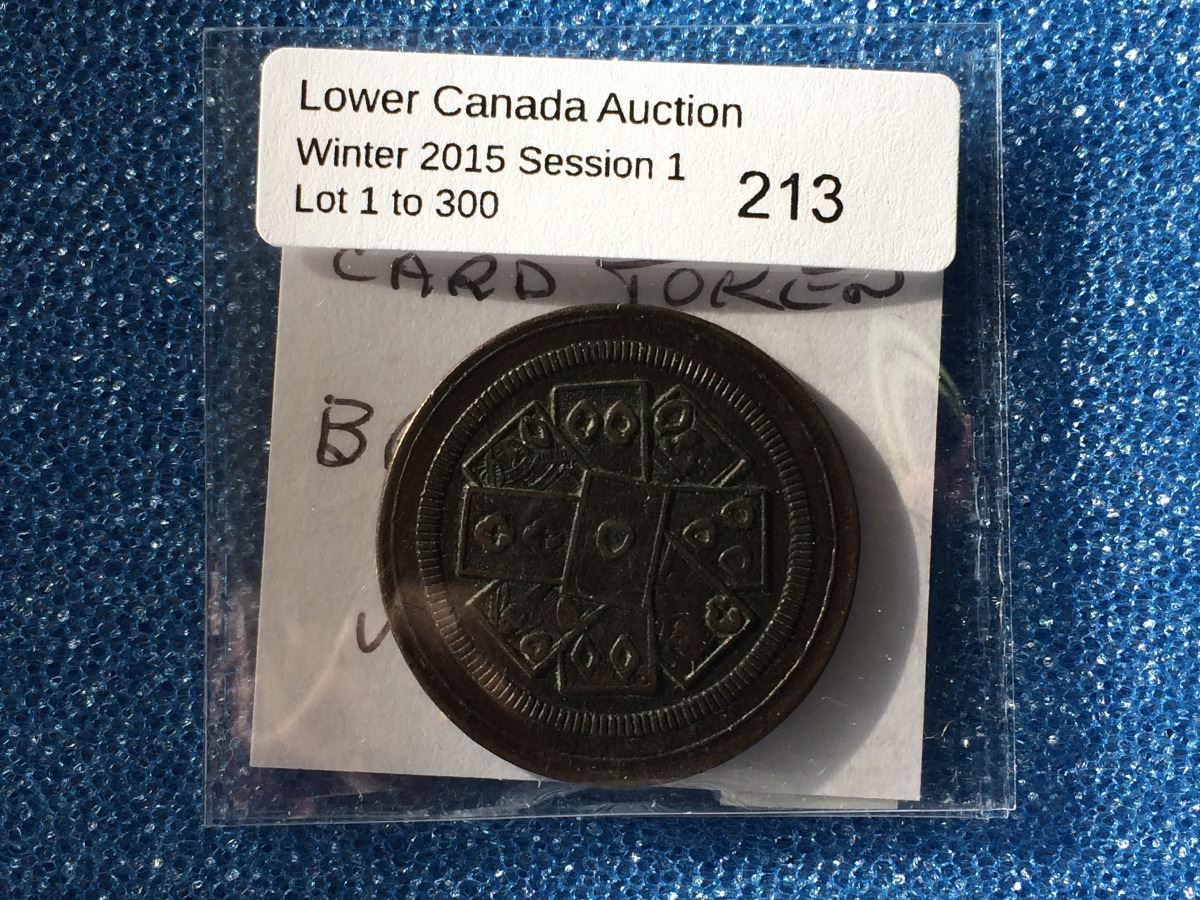 Lower Canada Auction
Winter 2015 Session 1
Lot 1 to 300 213
CARD TOKEN